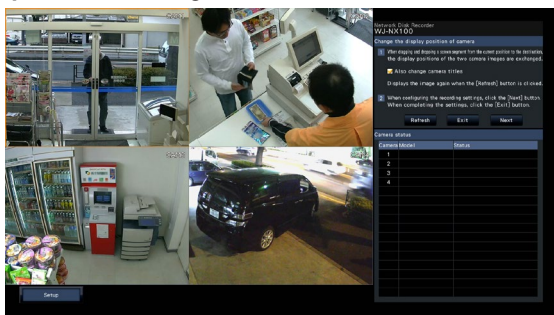 Network Disk Recorder
WJ-NX100
Change the display position of camera
1 When dragging and dropping a camera segment from the current position to the destination,
the display positions of the two camera images are exchanged.
Also change camera titles
Displays the image again when the [Refresh] button is clicked.
2 When configuring the recording settings, click the [Next] button.
When completing the settings, click the [Exit] button.
Refresh Exit Next
Camera status
Camera Model Status
1
2
3
4
Setup